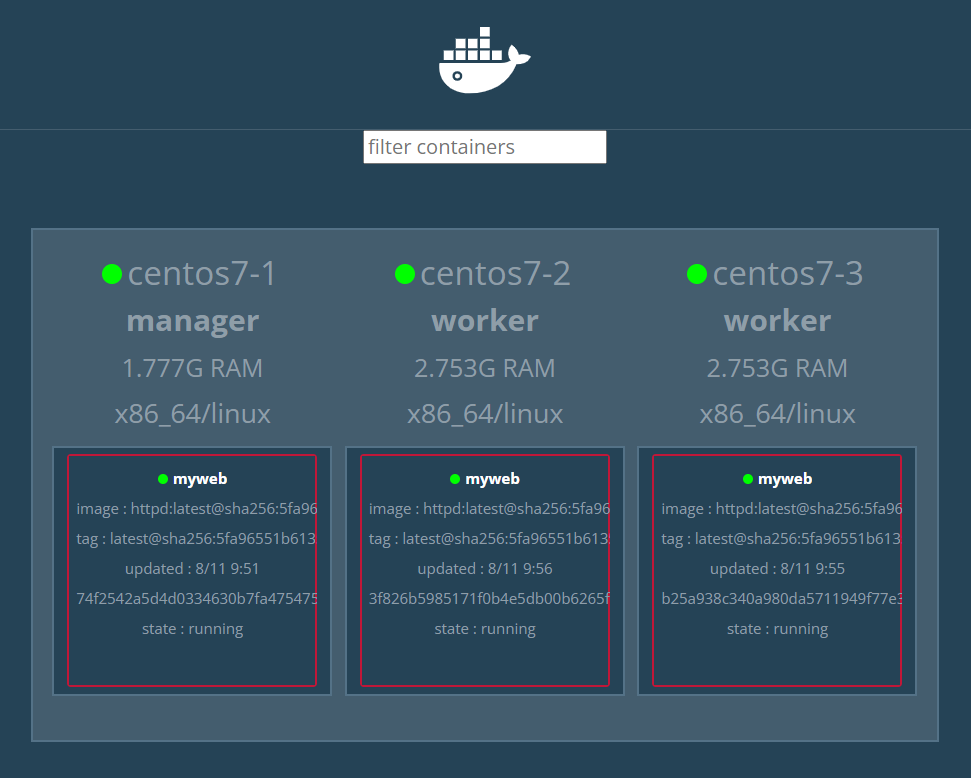 filter containers
centos7-1
manager
1.777G RAM
x86_64/linux
myweb
image : httpd:latest@sha256:5fa96
tag : latest@sha256:5fa96551b613
updated : 8/11 9:51
74f2542a5d4d0334630b7fa475475
state : running
centos7-2
worker
2.753G RAM
x86_64/linux
myweb
image : httpd:latest@sha256:5fa96
tag : latest@sha256:5fa96551b613
updated : 8/11 9:56
3f826b5985171f0b4e5db00b6265f
state : running
centos7-3
worker
2.753G RAM
x86_64/linux
myweb
image : httpd:latest@sha256:5fa96
tag : latest@sha256:5fa96551b613
updated : 8/11 9:55
b25a938c340a980da5711949f77e3
state : running